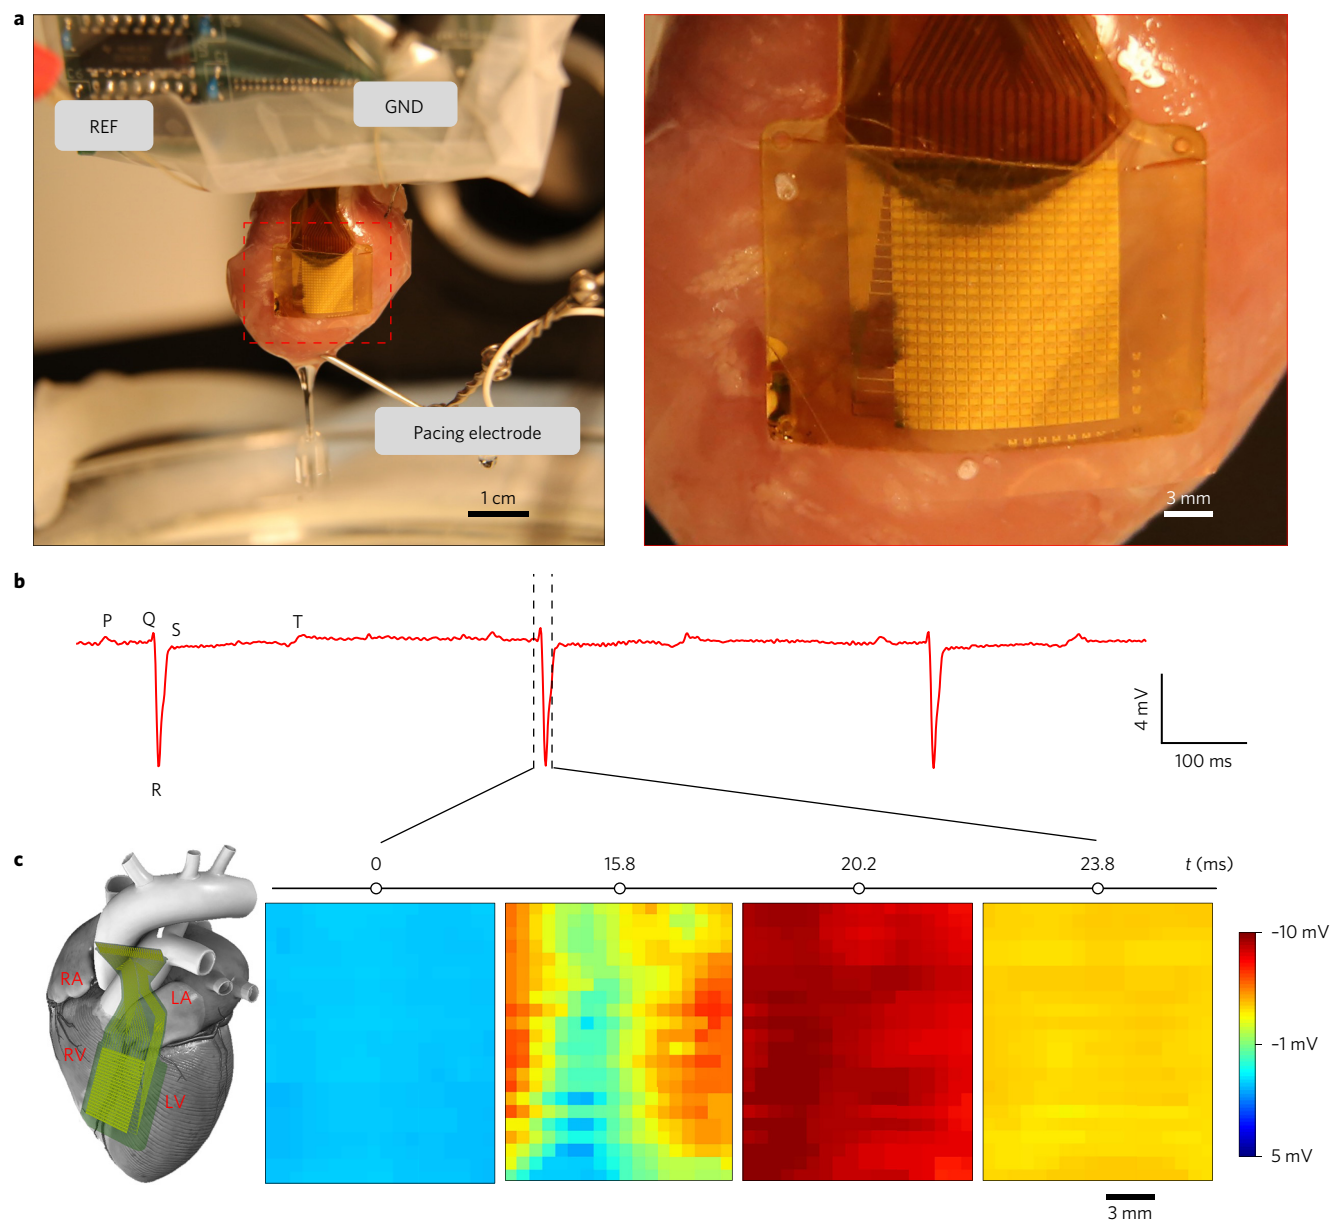 a
REF
GND
Pacing electrode
1 cm
3 mm
b
P
Q
S
T
R
4 mV
100 ms
c
0
15.8
20.2
23.8
t (ms)
RA
LA
RV
LV
–10 mV
–1 mV
5 mV
3 mm